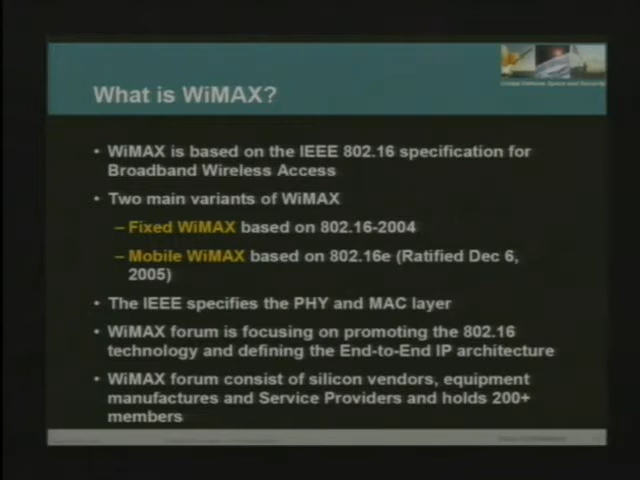 What is WiMAX?
• WiMAX is based on the IEEE 802.16 specification for
Broadband Wireless Access
• Two main variants of WiMAX
– Fixed WiMAX based on 802.16-2004
– Mobile WiMAX based on 802.16e (Ratified Dec 6,
2005)
• The IEEE specifies the PHY and MAC layer
• WiMAX forum is focusing on promoting the 802.16
technology and defining the End-to-End IP architecture
• WiMAX forum consist of silicon vendors, equipment
manufactures and Service Providers and holds 200+
members